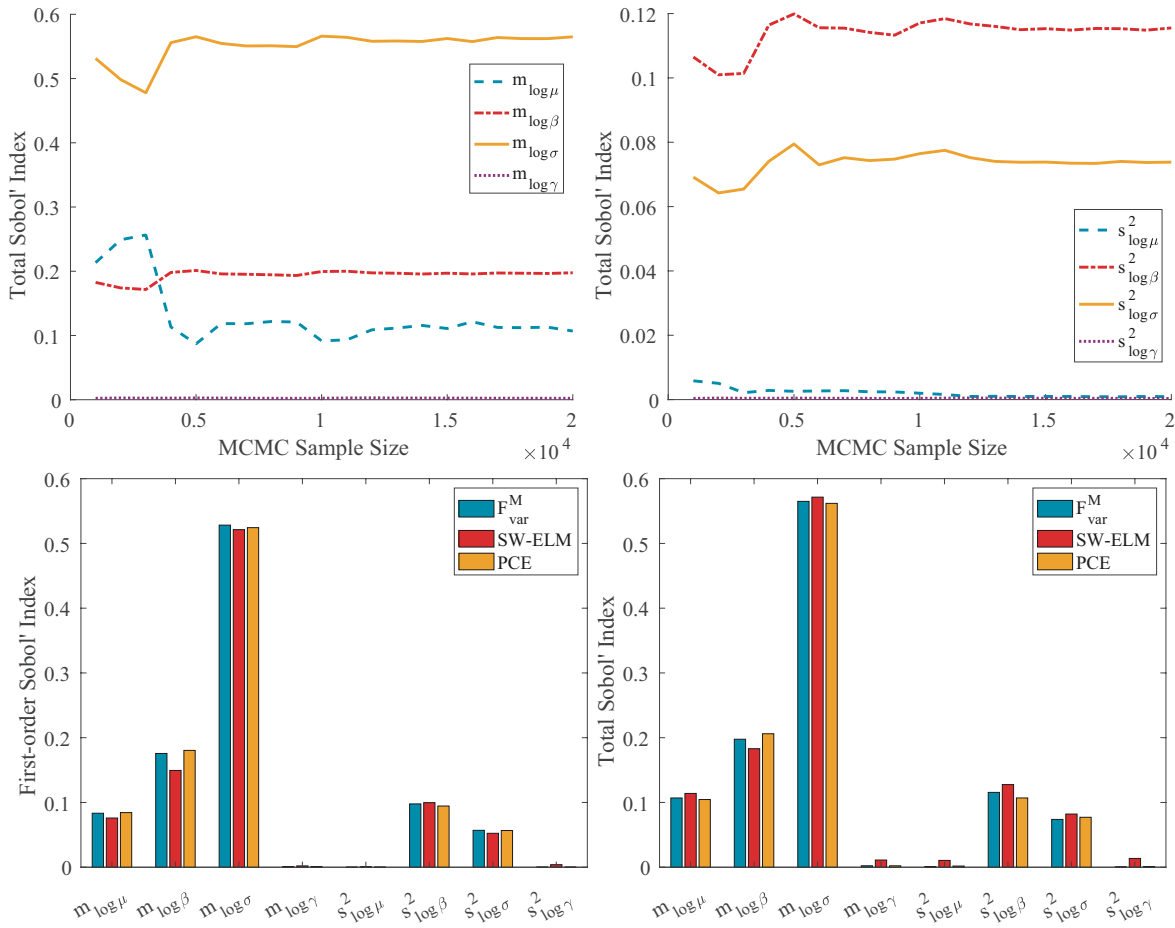 0.6
0.5
0.4
0.3
0.2
0.1
0
Total Sobol' Index
m log μ
m log β
m log σ
m log γ
0 0.5 1 1.5 2
MCMC Sample Size
×10^4
0.12
0.1
0.08
0.06
0.04
0.02
0
Total Sobol' Index
s^2 log μ
s^2 log β
s^2 log σ
s^2 log γ
0 0.5 1 1.5 2
MCMC Sample Size
×10^4
0.6
0.5
0.4
0.3
0.2
0.1
0
First-order Sobol' Index
F^M_var
SW-ELM
PCE
m log μ m log β m log σ m log γ s^2 log μ s^2 log β s^2 log σ s^2 log γ
0.6
0.5
0.4
0.3
0.2
0.1
0
Total Sobol' Index
F^M_var
SW-ELM
PCE
m log μ m log β m log σ m log γ s^2 log μ s^2 log β s^2 log σ s^2 log γ